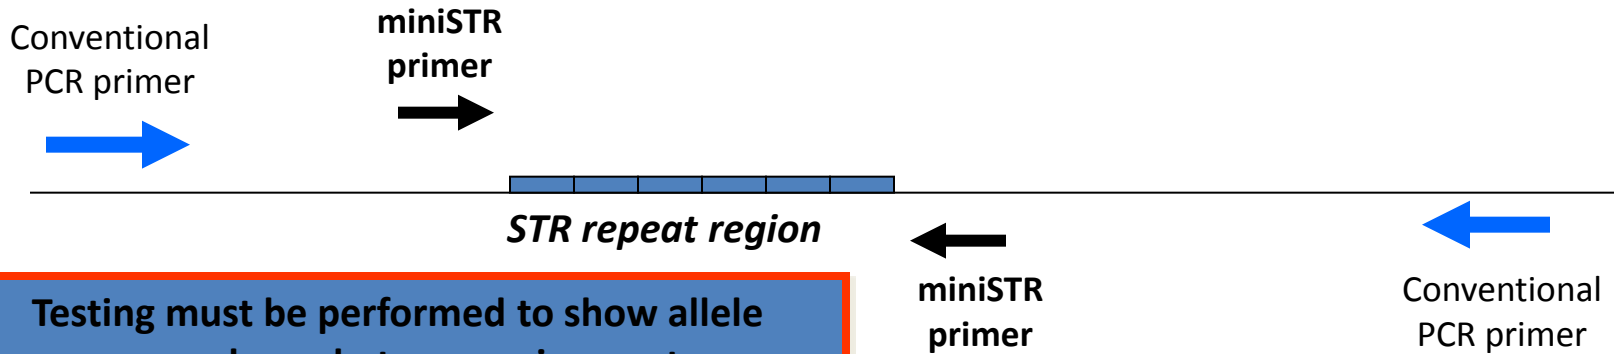 Conventional
PCR primer
miniSTR
primer
STR repeat region
miniSTR
primer
Conventional
PCR primer
Testing must be performed to show allele